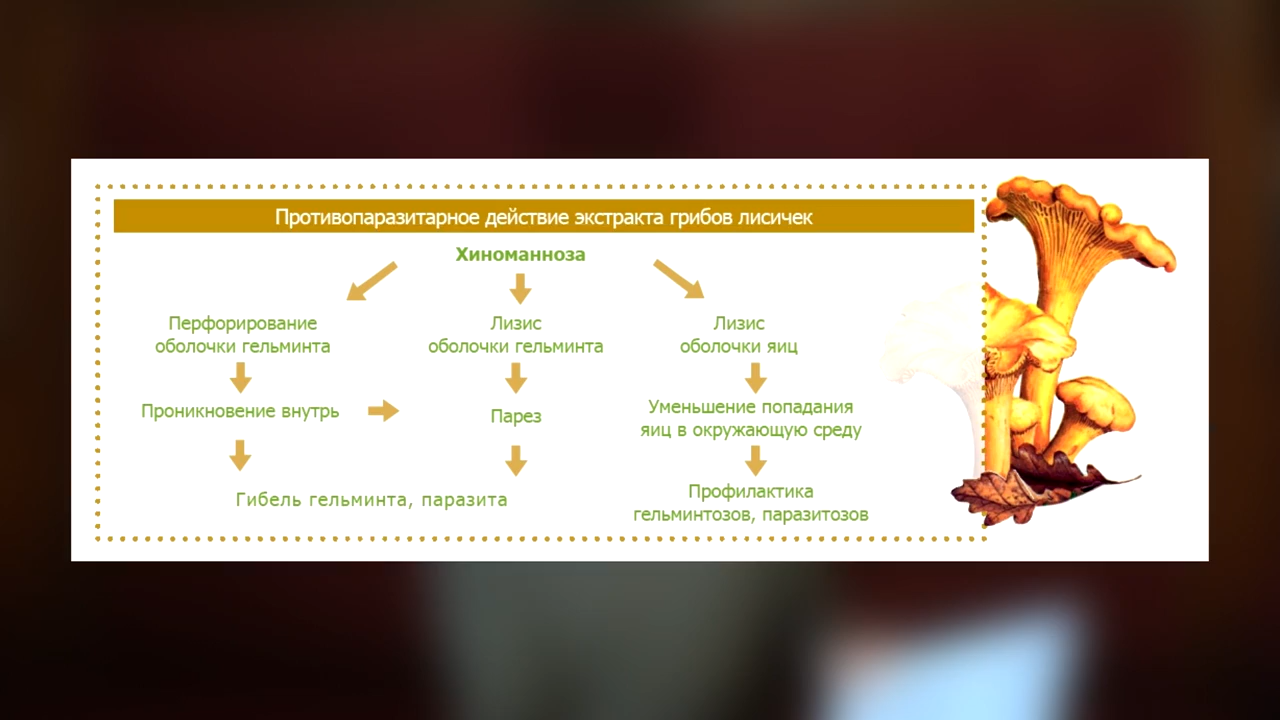 Противопаразитарное действие экстракта грибов лисичек
Хиноманноза
Перфорирование
оболочки гельминта
Лизис
оболочки гельминта
Лизис
оболочки яиц
Проникновение внутрь
Парез
Уменьшение попадания
яиц в окружающую среду
Гибель гельминта, паразита
Профилактика
гельминтозов, паразитозов